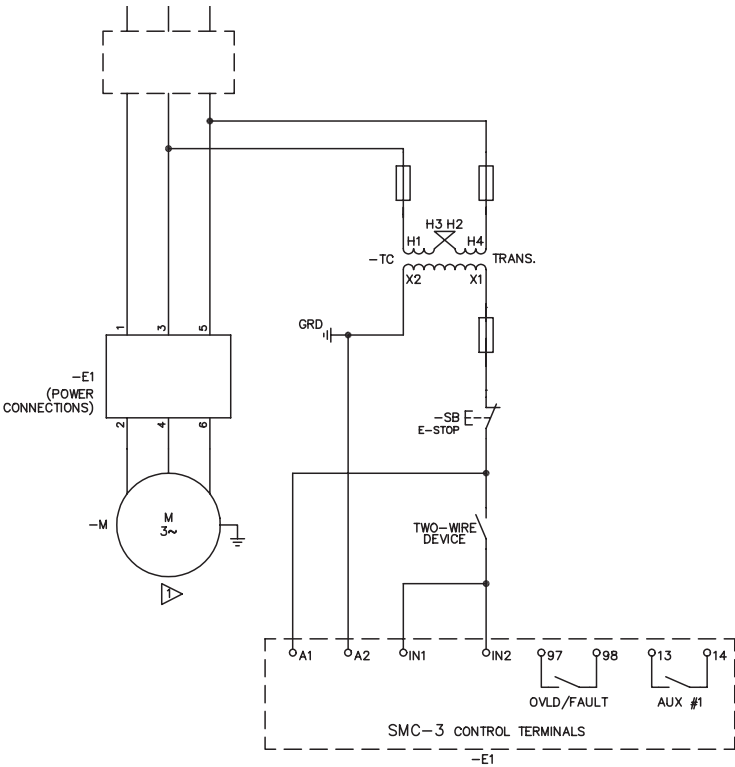 H3 H2
H1
H4
-TC
TRANS.
X2
X1
1
3
5
GRD
-E1
(POWER
CONNECTIONS)
2
4
6
-SB
E-STOP
-M
M
3~
TWO-WIRE
DEVICE
1
A1
A2
IN1
IN2
97
98
13
14
OVLD/FAULT
AUX #1
SMC-3 CONTROL TERMINALS
-E1